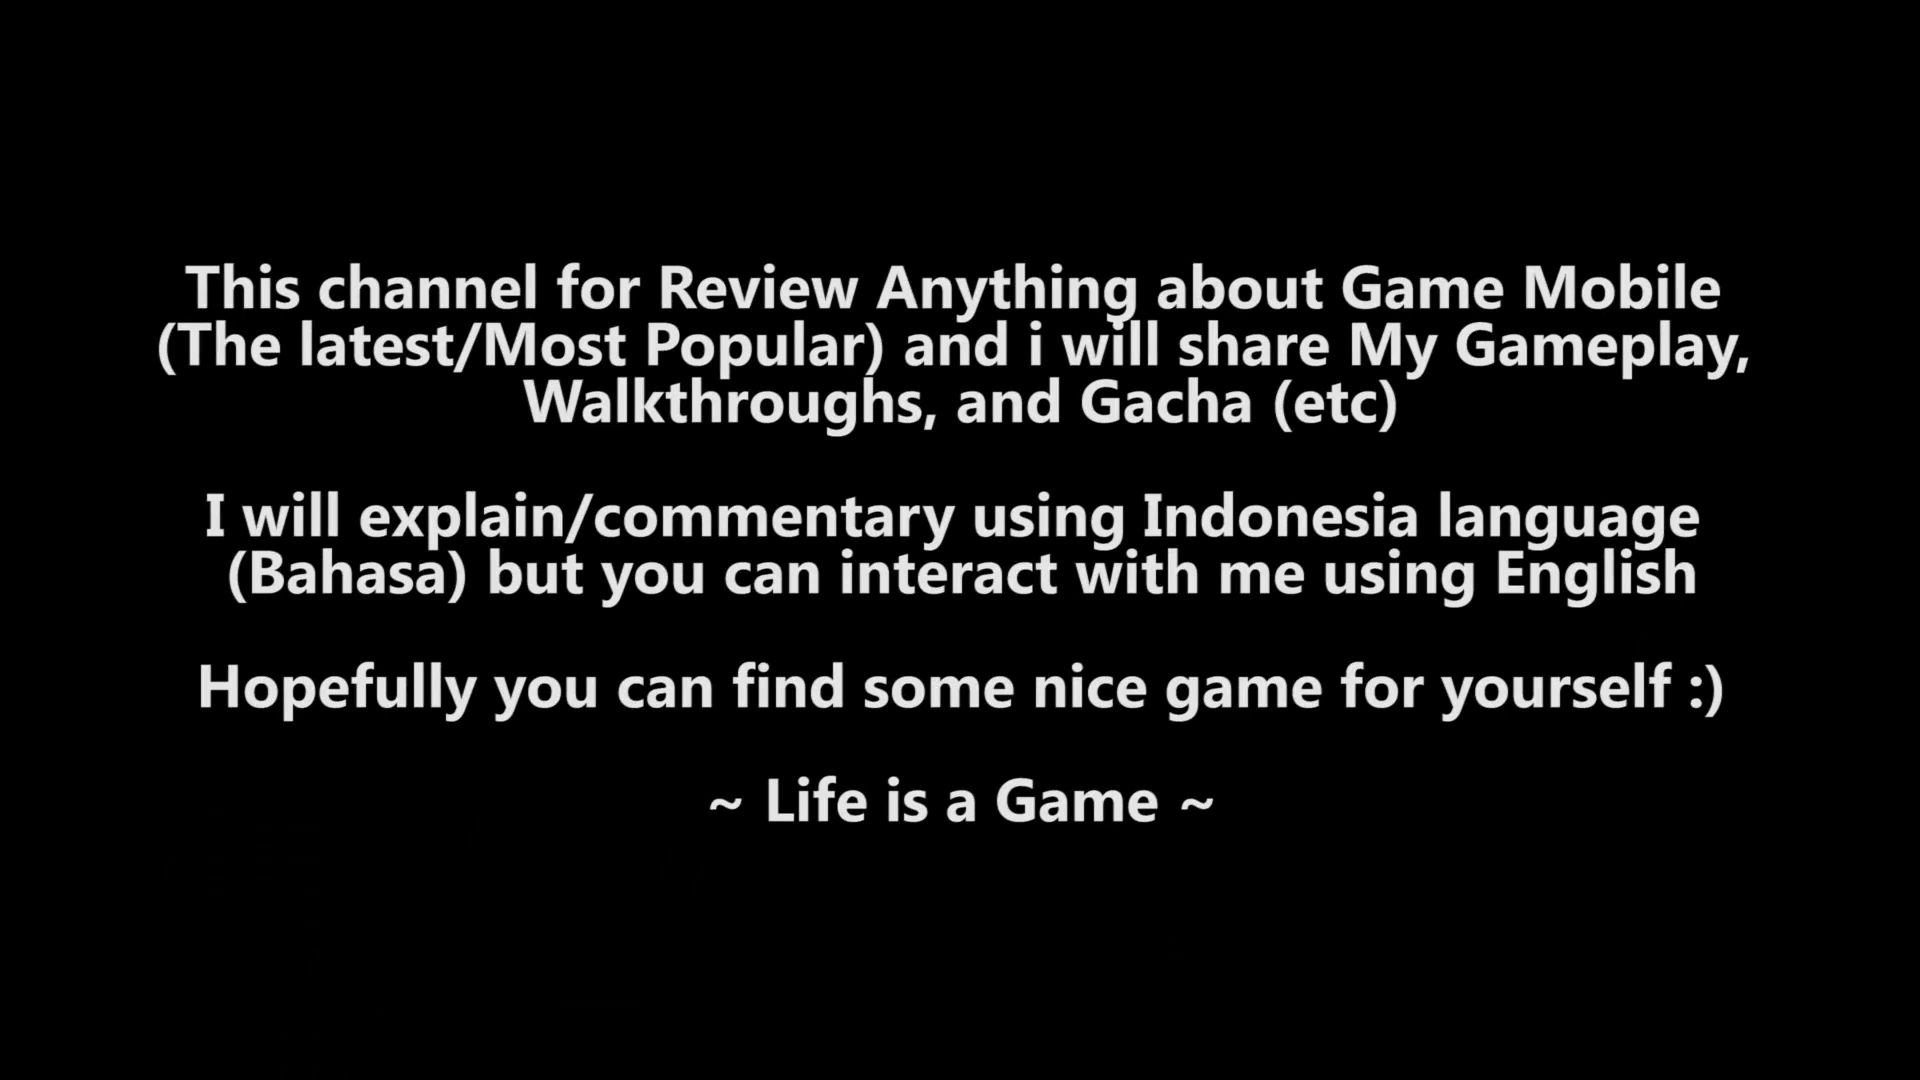 This channel for Review Anything about Game Mobile
(The latest/Most Popular) and i will share My Gameplay,
Walkthroughs, and Gacha (etc)
I will explain/commentary using Indonesia language
(Bahasa) but you can interact with me using English
Hopefully you can find some nice game for yourself :)
~ Life is a Game ~